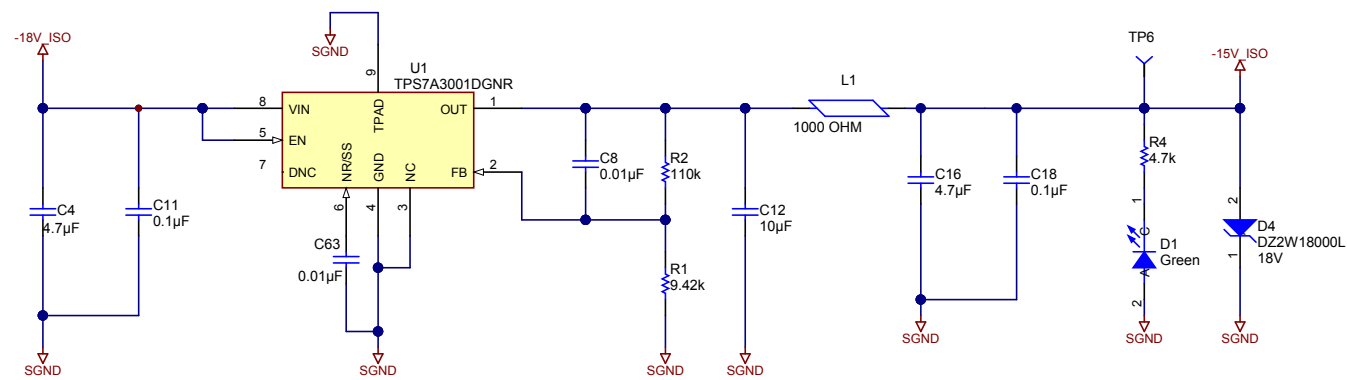 -18V_ISO
SGND
U1
TPS7A3001DGNR
TP6
-15V_ISO
9
8
VIN
TPAD
OUT
1
L1
1000 OHM
5
EN
7
DNC
NR/SS
GND
NC
FB
2
6
4
3
C4
4.7µF
C11
0.1µF
C63
0.01µF
C8
0.01µF
R2
110k
R1
9.42k
C12
10µF
C16
4.7µF
C18
0.1µF
R4
4.7k
1
C
D1
Green
A
2
2
D4
DZ2W18000L
18V
1
SGND
SGND
SGND
SGND
SGND
SGND
SGND